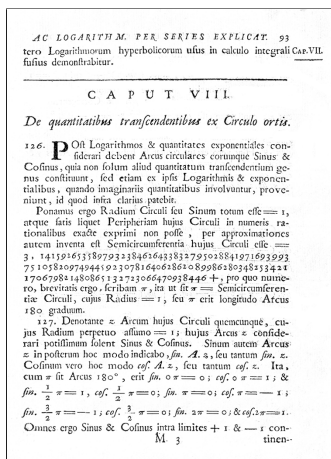 AC LOGARITHM. PER SERIES EXPLICAT. 93
tero Logarithmorum hyperbolicorum usus in calculo integrali CAP. VII.
fusius demonstrabitur.
CAPUT VIII.
De quantitatibus transcendentibus ex Circulo ortis.
126. POst Logarithmos & quantitates exponentiales con-
siderari debent Arcus circulares eorumque Sinus &
Cosinus, quia non solum aliud quantitatum transcendentium ge-
nus constituunt, sed etiam ex ipsis Logarithmis & exponen-
tialibus, quando imaginariis quantitatibus involvuntur, prove-
niunt, id quod infra clarius patebit.
Ponamus ergo Radium Circuli seu Sinum totum esse = 1,
atque satis liquet Peripheriam hujus Circuli in numeris ra-
tionalibus exacte exprimi non posse, per approximationes
autem inventa est Semicircumferentia hujus Circuli esse =
3, 14159265358979323846264338327950288419716939937
75105820974944592307816406286208998628034825342117
06798214808651327230664709384 46 +, pro quo nume-
ro, brevitatis ergo, scribam π, ita ut sit π = Semicircumferen-
tiæ Circuli, cujus Radius = 1, seu π erit longitudo Arcus
180 graduum.
127. Denotante z Arcum hujus Circuli quemcunque, cu-
jus Radium perpetuo assumo = 1; hujus Arcus z conside-
rari potissimum solent Sinus & Cosinus. Sinum autem Arcus
z in posterum hoc modo indicabo, sin. A. z, seu tantum sin. z.
Cosinum vero hoc modo cos. A. z, seu tantum cos. z. Ita,
cum π sit Arcus 180°, erit sin. 0 π = 0; cos. 0 π = 1; &
sin. 1/2 π = 1, cos. 1/2 π = 0; sin. π = 0; cos. π = — 1;
sin. 3/2 π = — 1; cos. 3/2 π = 0; sin. 2π = 0; & cos. 2π = 1.
Omnes ergo Sinus & Cosinus intra limites + 1 & — 1 con-
M 3 tinen-